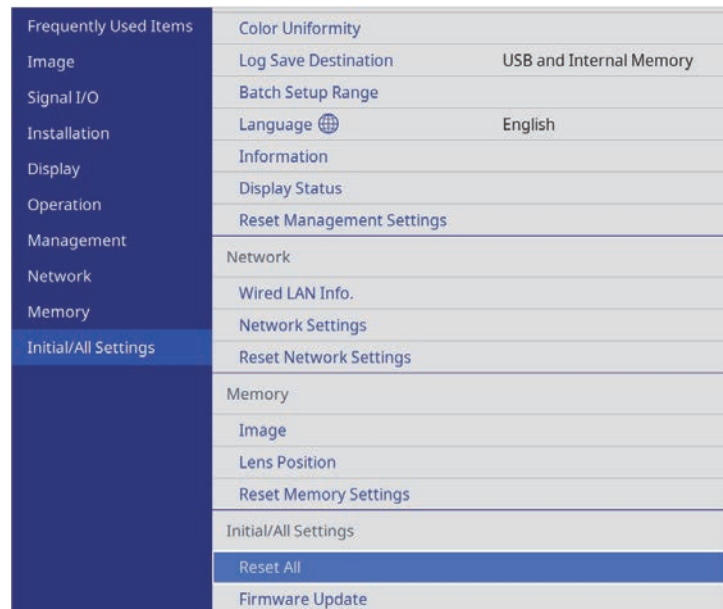 Frequently Used Items
Image
Signal I/O
Installation
Display
Operation
Management
Network
Memory
Initial/All Settings
Color Uniformity
Log Save Destination USB and Internal Memory
Batch Setup Range
Language English
Information
Display Status
Reset Management Settings
Network
Wired LAN Info.
Network Settings
Reset Network Settings
Memory
Image
Lens Position
Reset Memory Settings
Initial/All Settings
Reset All
Firmware Update